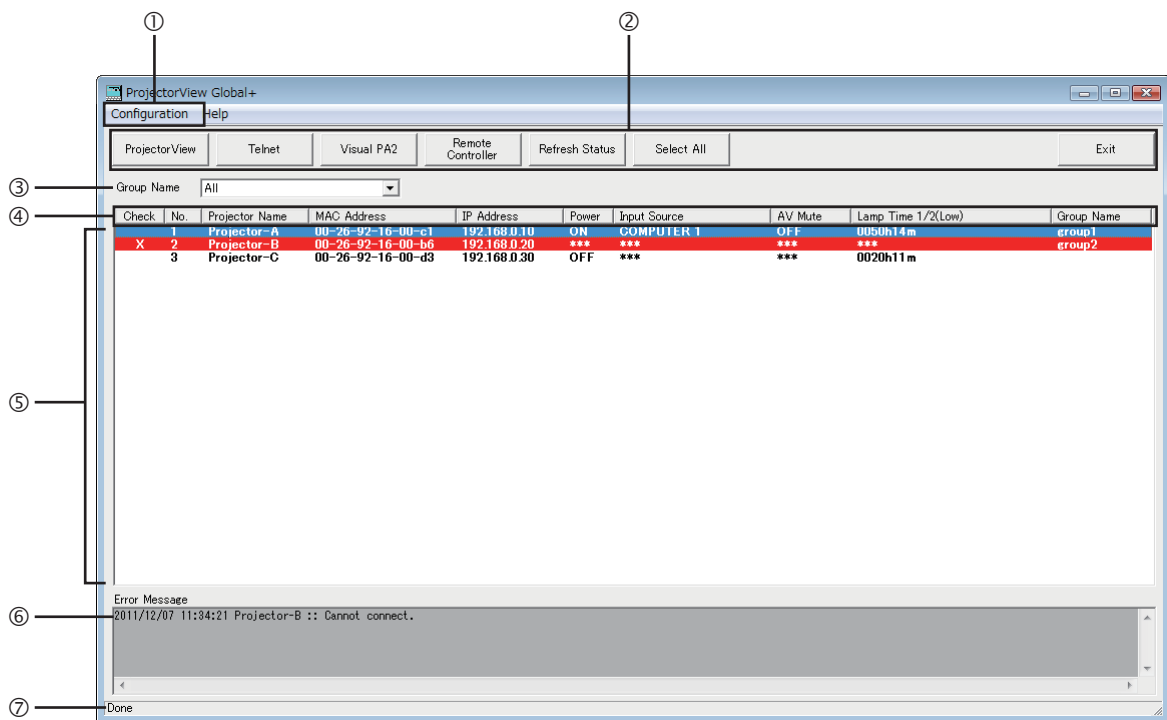 ① ②
ProjectorView Global+
Configuration Help
ProjectorView Telnet Visual PA2 Remote Controller Refresh Status Select All Exit
③ Group Name All
④ Check No. Projector Name MAC Address IP Address Power Input Source AV Mute Lamp Time 1/2(Low) Group Name
1 Projector-A 00-26-92-16-00-c1 192.168.0.10 ON COMPUTER 1 OFF 0050h14m group1
X 2 Projector-B 00-26-92-16-00-b6 192.168.0.20 *** *** *** *** group2
3 Projector-C 00-26-92-16-00-d3 192.168.0.30 OFF *** *** 0020h11m
⑤
Error Message
⑥ 2011/12/07 11:34:21 Projector-B :: Cannot connect.
⑦ Done